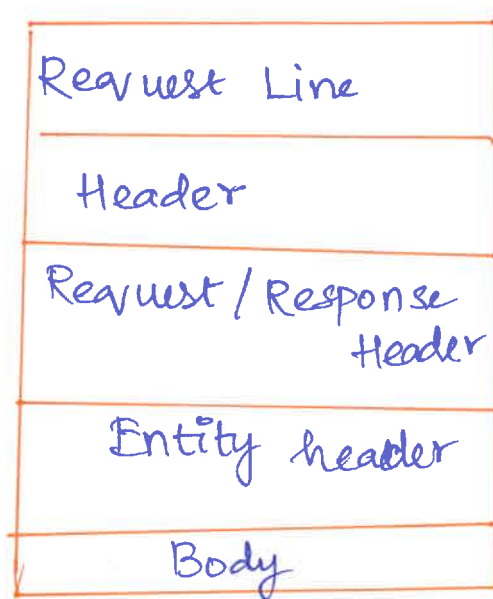 Request Line
Header
Request / Response
Header
Entity header
Body